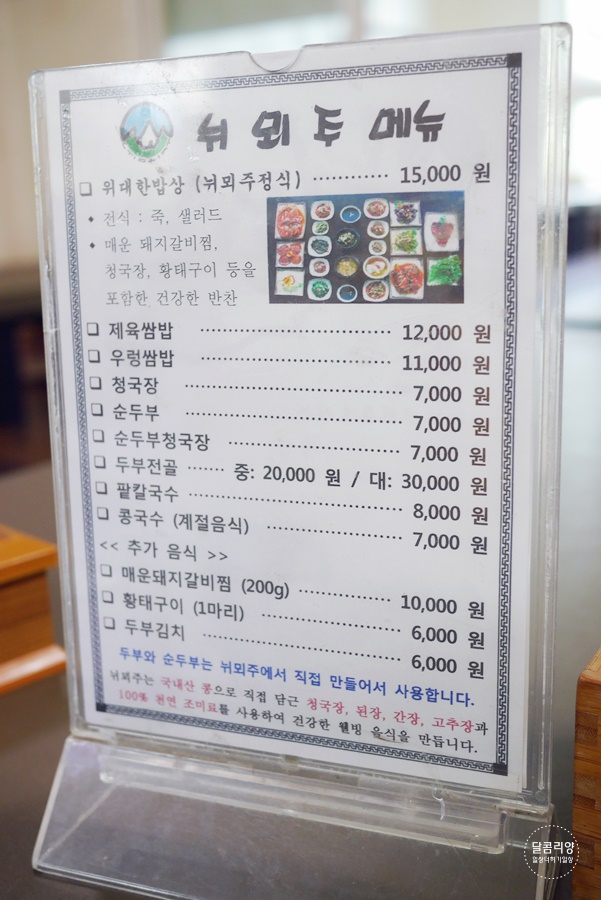 뉘 뫼 주 메뉴
❑ 위대한밥상 (뉘뫼주정식) ············ 15,000 원
◆ 전식 : 죽, 샐러드
◆ 매운 돼지갈비찜,
청국장, 황태구이 등을
포함한 건강한 반찬
❑ 제육쌈밥 ······························ 12,000 원
❑ 우렁쌈밥 ······························ 11,000 원
❑ 청국장 ································· 7,000 원
❑ 순두부 ································· 7,000 원
❑ 순두부청국장 ························ 7,000 원
❑ 두부전골 ······ 중: 20,000 원 / 대: 30,000 원
❑ 팥칼국수 ······························ 8,000 원
❑ 콩국수 (계절음식) ·················· 7,000 원
<< 추가 음식 >>
❑ 매운돼지갈비찜 (200g) ··············· 10,000 원
❑ 황태구이 (1마리) ····················· 6,000 원
❑ 두부김치 ······························ 6,000 원
두부와 순두부는 뉘뫼주에서 직접 만들어서 사용합니다.
뉘뫼주는 국내산 콩으로 직접 담근 청국장, 된장, 간장, 고추장과
100% 천연 조미료를 사용하여 건강한 웰빙 음식을 만듭니다.
달콤리앙
일상더하기일상